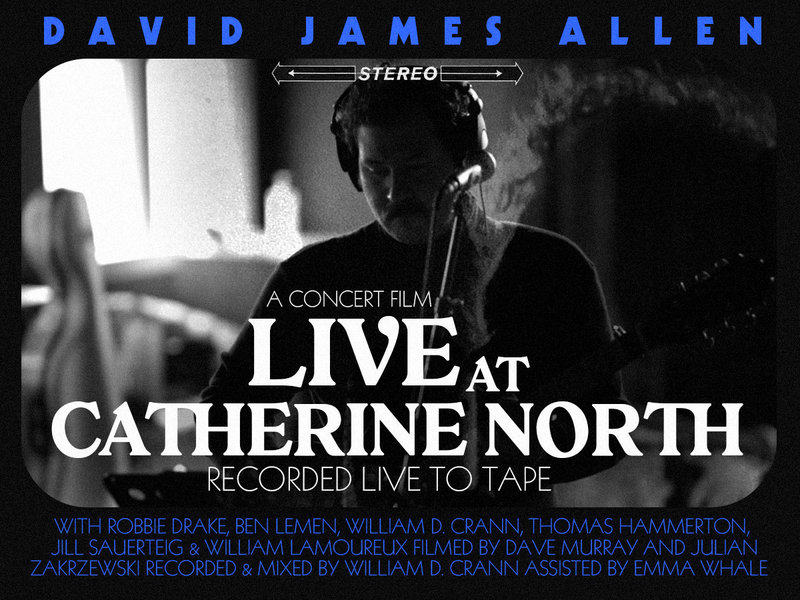 DAVID JAMES ALLEN
STEREO
A CONCERT FILM
LIVE AT
CATHERINE NORTH
RECORDED LIVE TO TAPE
WITH ROBBIE DRAKE, BEN LEMEN, WILLIAM D. CRANN, THOMAS HAMMERTON,
JILL SAUERTEIG & WILLIAM LAMOUREUX FILMED BY DAVE MURRAY AND JULIAN
ZAKRZEWSKI RECORDED & MIXED BY WILLIAM D. CRANN ASSISTED BY EMMA WHALE